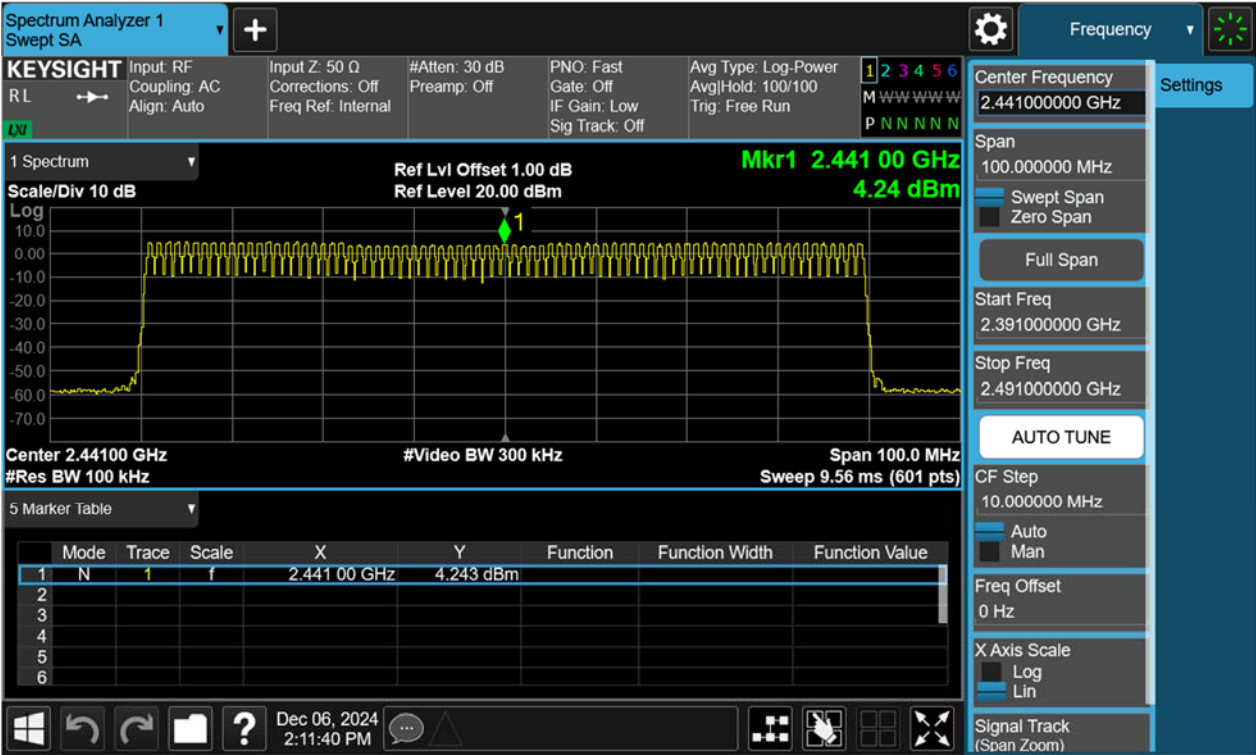 Spectrum Analyzer 1
Swept SA
Frequency
KEYSIGHT
R L
LXI
Input: RF
Coupling: AC
Align: Auto
Input Z: 50 Ω
Corrections: Off
Freq Ref: Internal
#Atten: 30 dB
Preamp: Off
PNO: Fast
Gate: Off
IF Gain: Low
Sig Track: Off
Avg Type: Log-Power
Avg|Hold: 100/100
Trig: Free Run
1 2 3 4 5 6
M W W W W W
P N N N N N
Center Frequency
2.441000000 GHz
Settings
Span
100.000000 MHz
Swept Span
Zero Span
Full Span
Start Freq
2.391000000 GHz
Stop Freq
2.491000000 GHz
AUTO TUNE
CF Step
10.000000 MHz
Auto
Man
Freq Offset
0 Hz
X Axis Scale
Log
Lin
Signal Track
(Span Zoom)
1 Spectrum
Scale/Div 10 dB
Ref Lvl Offset 1.00 dB
Ref Level 20.00 dBm
Mkr1 2.441 00 GHz
4.24 dBm
Log
1
10.0
0.00
-10.0
-20.0
-30.0
-40.0
-50.0
-60.0
-70.0
Center 2.44100 GHz
#Res BW 100 kHz
#Video BW 300 kHz
Span 100.0 MHz
Sweep 9.56 ms (601 pts)
5 Marker Table
Mode Trace Scale X Y Function Function Width Function Value
1 N 1 f 2.441 00 GHz 4.243 dBm
2
3
4
5
6
?
Dec 06, 2024
2:11:40 PM